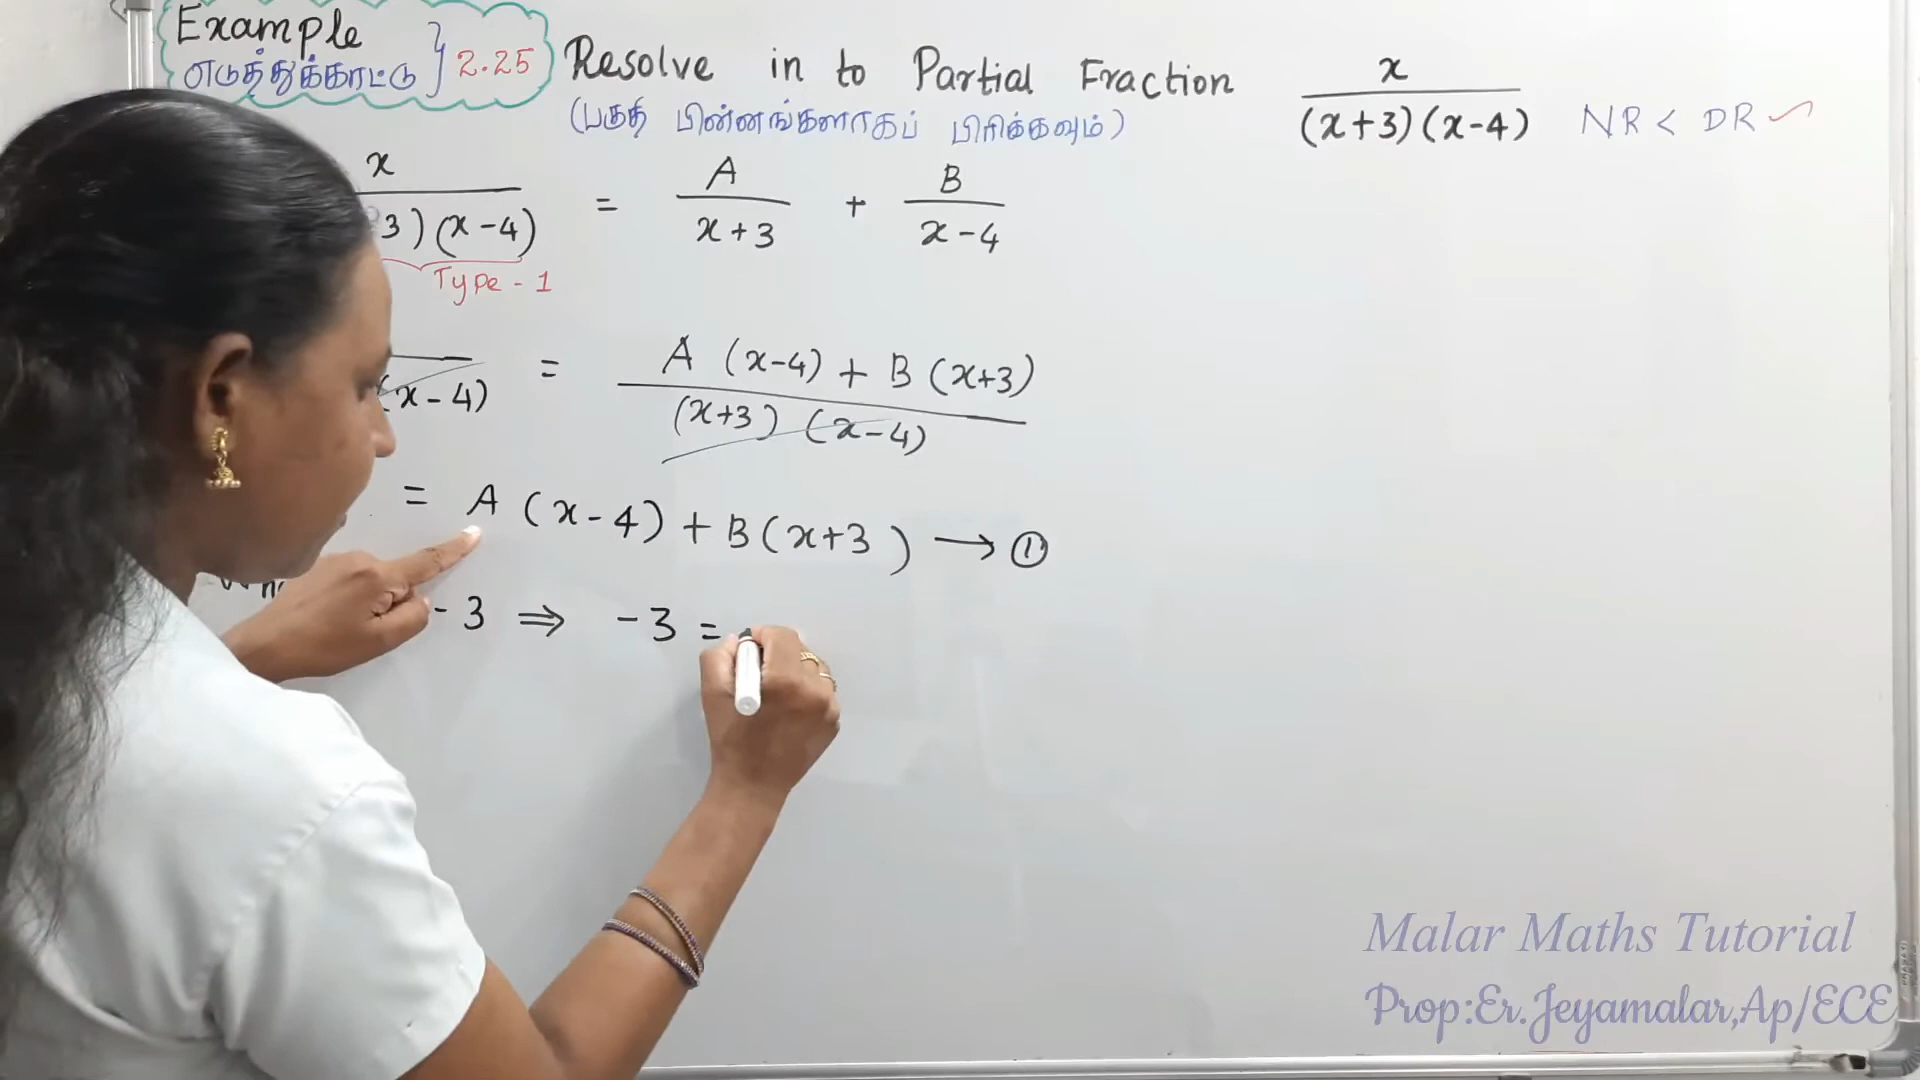 Example
எடுத்துக்காட்டு } 2.25
Resolve in to Partial Fraction x / (x+3)(x-4) NR < DR ✓
(பகுதி பின்னங்களாகப் பிரிக்கவும்)
x / 3)(x-4) = A / x+3 + B / x-4
Type - 1
(x-4) = A (x-4) + B (x+3) / (x+3) (x-4)
= A (x-4) + B(x+3) → ①
-3 ⇒ -3 =
Malar Maths Tutorial
Prop:Er.Jeyamalar,Ap/ECE